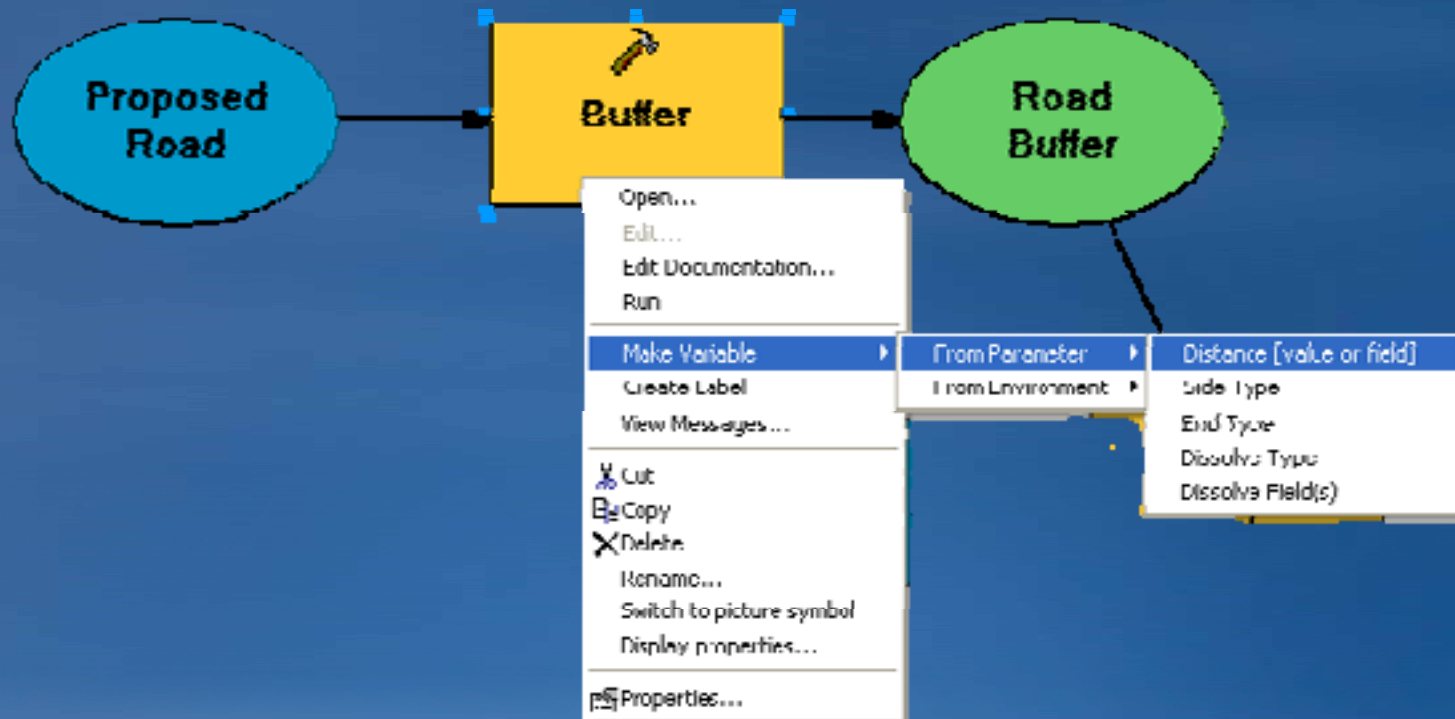 Proposed
Road
Buffer
Road
Buffer
Open...
Edit...
Edit Documentation...
Run
Make Variable
Create Label
View Messages...
Cut
Copy
Delete
Rename...
Switch to picture symbol
Display properties...
Properties...
From Parameter
From Environment
Distance [value or field]
Side Type
End Type
Dissolve Type
Dissolve Field(s)